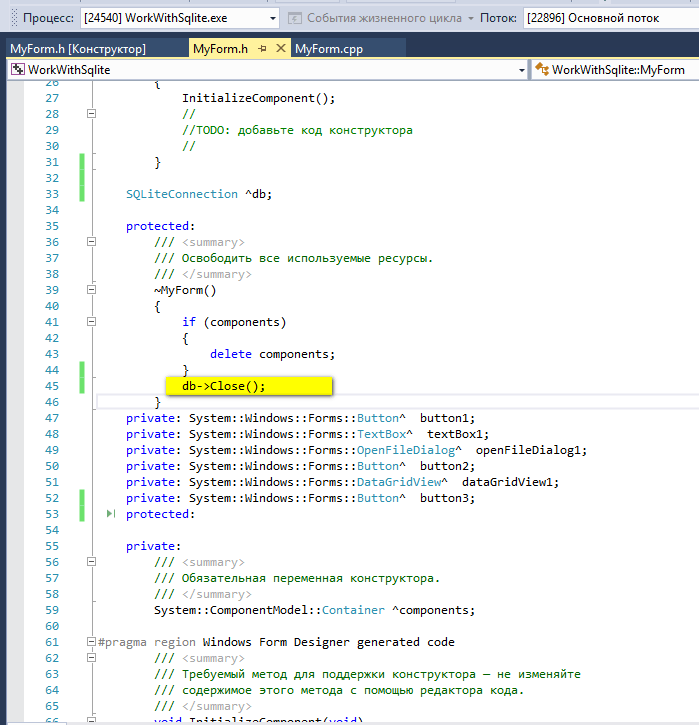 Процесс: [24540] WorkWithSqlite.exe События жизненного цикла Поток: [22896] Основной поток
MyForm.h [Конструктор] MyForm.h MyForm.cpp
WorkWithSqlite WorkWithSqlite::MyForm
26 {
27 InitializeComponent();
28 //
29 //TODO: добавьте код конструктора
30 //
31 }
32
33 SQLiteConnection ^db;
34
35 protected:
36 /// <summary>
37 /// Освободить все используемые ресурсы.
38 /// </summary>
39 ~MyForm()
40 {
41 if (components)
42 {
43 delete components;
44 }
45 db->Close();
46 }
47 private: System::Windows::Forms::Button^  button1;
48 private: System::Windows::Forms::TextBox^  textBox1;
49 private: System::Windows::Forms::OpenFileDialog^  openFileDialog1;
50 private: System::Windows::Forms::Button^  button2;
51 private: System::Windows::Forms::DataGridView^  dataGridView1;
52 private: System::Windows::Forms::Button^  button3;
53 protected:
54
55 private:
56 /// <summary>
57 /// Обязательная переменная конструктора.
58 /// </summary>
59 System::ComponentModel::Container ^components;
60
61 #pragma region Windows Form Designer generated code
62 /// <summary>
63 /// Требуемый метод для поддержки конструктора — не изменяйте
64 /// содержимое этого метода с помощью редактора кода.
65 /// </summary>
66 void InitializeComponent(void)